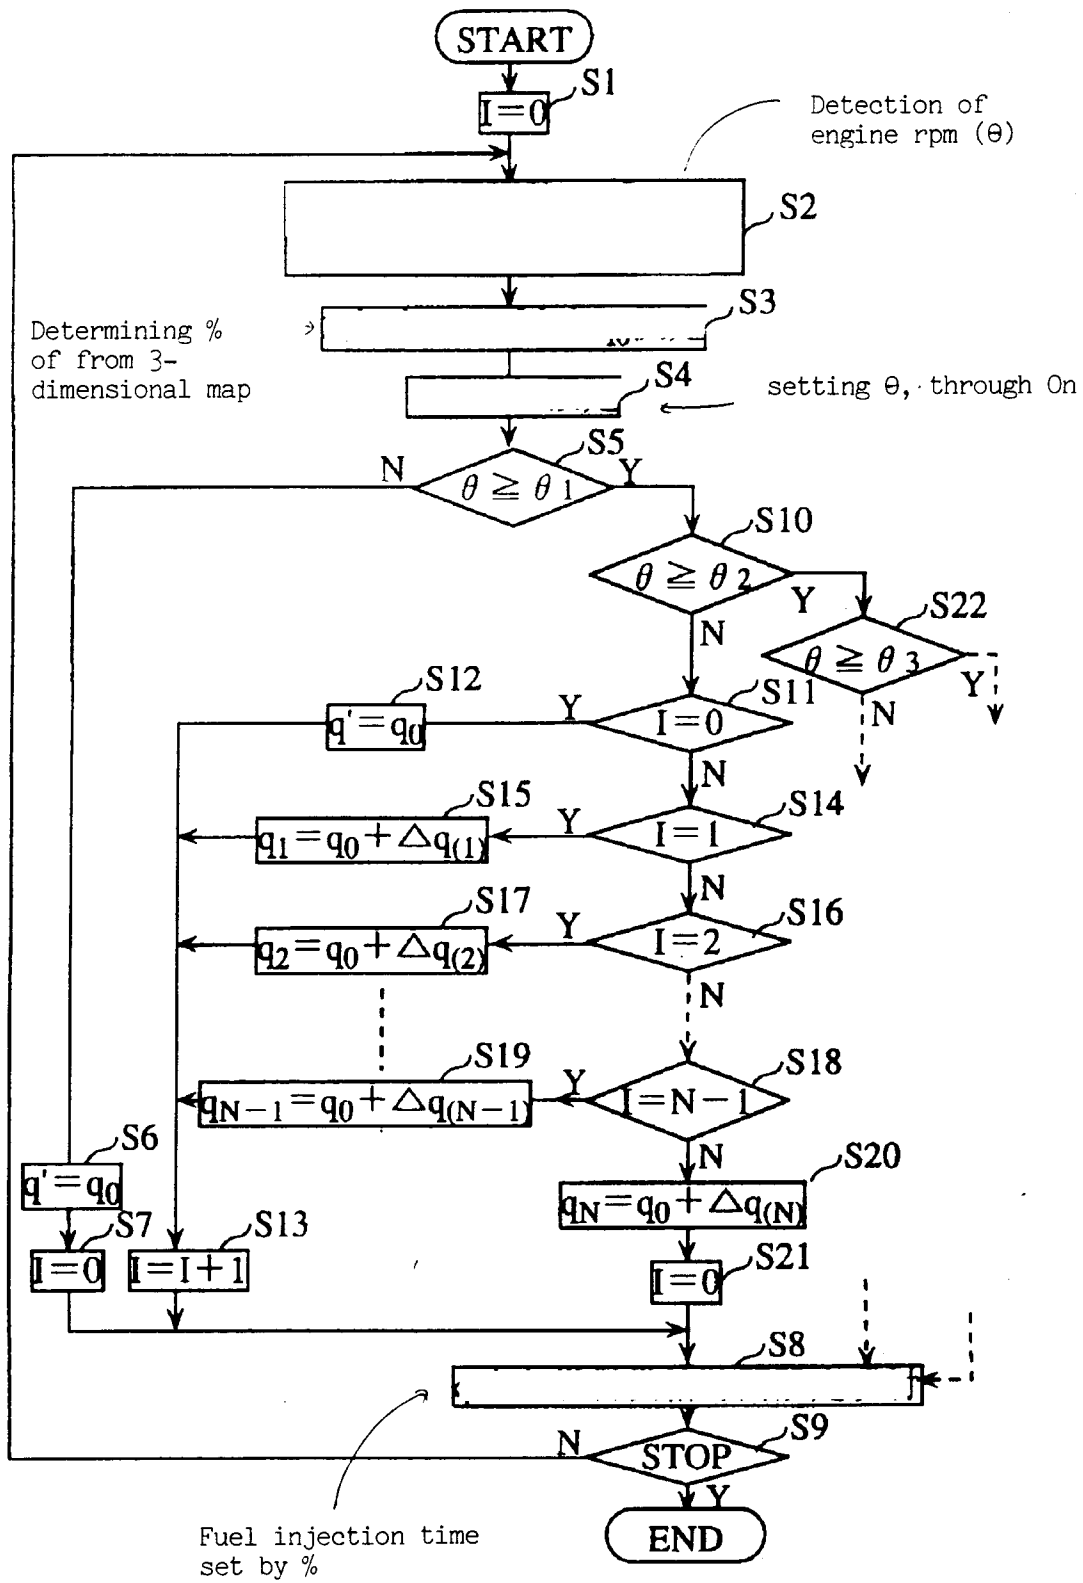 START
S1
I=0
Detection of
engine rpm (θ)
S2
S3
Determining %
of from 3-
dimensional map
S4
setting θ, through On
S5
N
θ ≧ θ1
Y
S10
θ ≧ θ2
Y
N
S22
θ ≧ θ3
Y
N
S12
q'=q0
Y
S11
I=0
N
S15
q1=q0+△q(1)
Y
S14
I=1
N
S17
q2=q0+△q(2)
Y
S16
I=2
N
S19
qN-1=q0+△q(N-1)
Y
S18
I=N-1
N
S6
q'=q0
S20
qN=q0+△q(N)
S7
I=0
S13
I=I+1
S21
I=0
S8
S9
N
STOP
Y
END
Fuel injection time
set by %